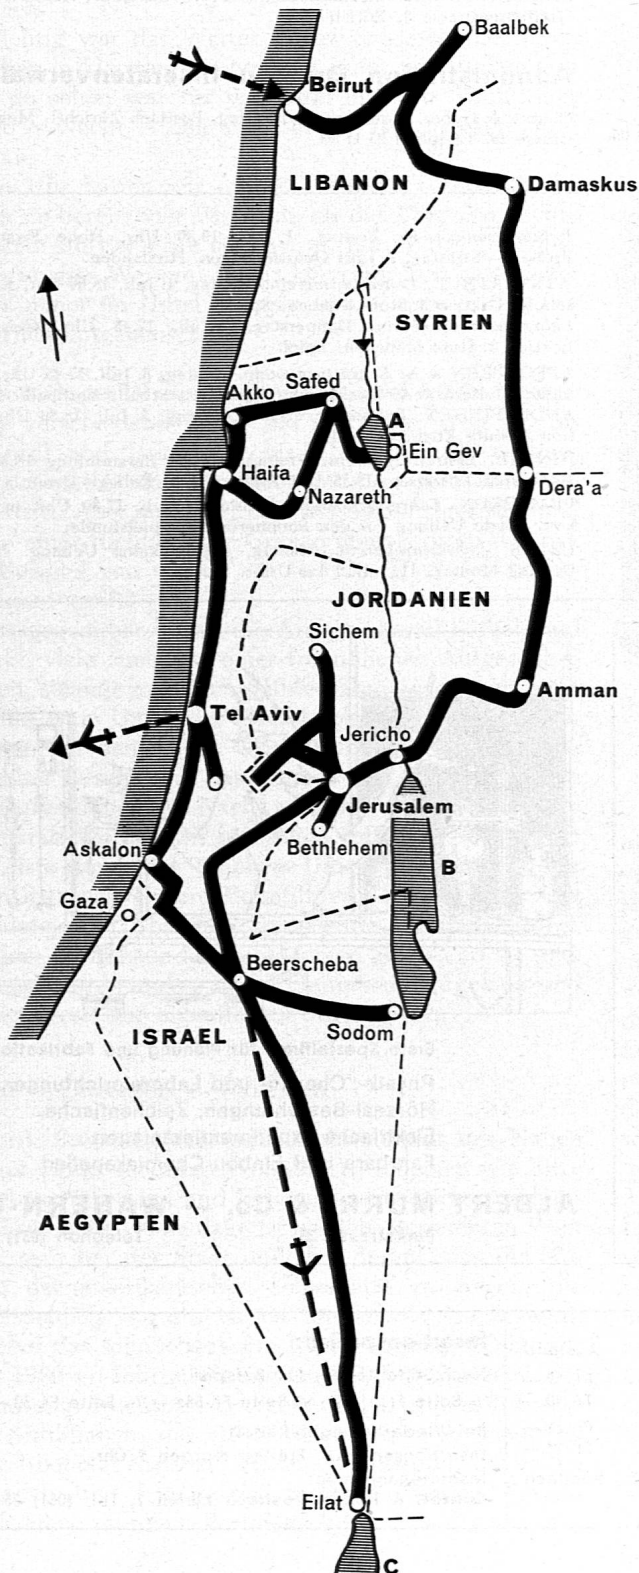 Baalbek
Beirut
LIBANON
Damaskus
SYRIEN
Safed
Akko
A
Ein Gev
Haifa
Nazareth
Dera'a
JORDANIEN
Sichem
Amman
Tel Aviv
Jericho
Jerusalem
Askalon
Bethlehem
B
Gaza
Beerscheba
ISRAEL
Sodom
AEGYPTEN
Eilat
C